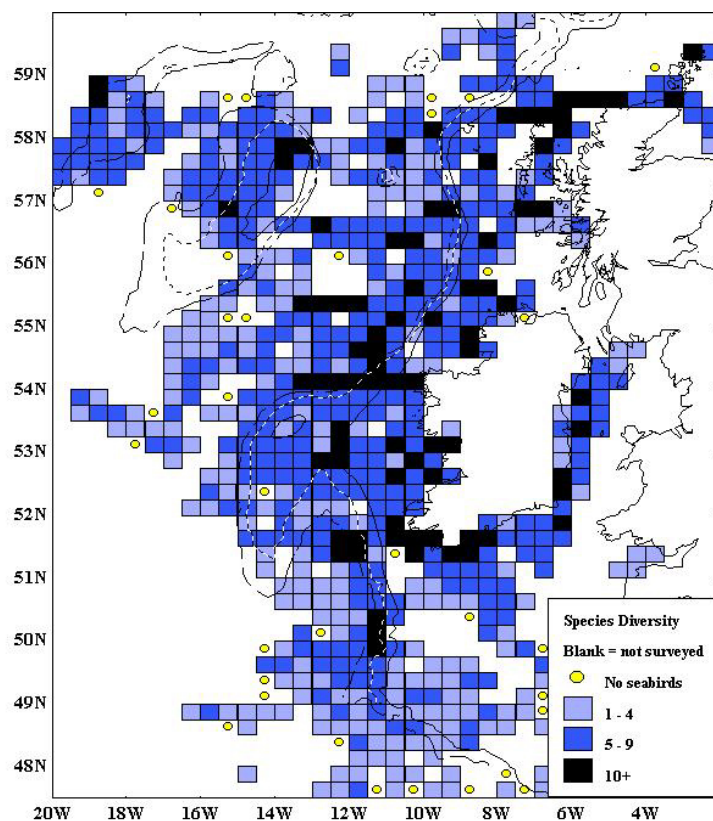 59N
58N
57N
56N
55N
54N
53N
52N
51N
50N
49N
48N
Species Diversity
Blank = not surveyed
No seabirds
1 - 4
5 - 9
10+
20W 18W 16W 14W 12W 10W 8W 6W 4W